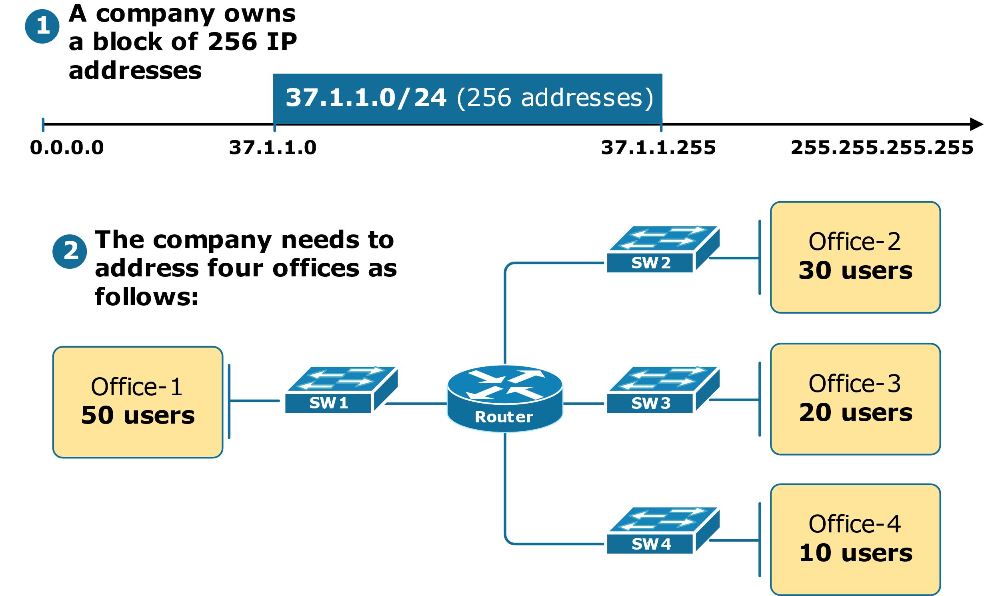 1
A company owns
a block of 256 IP
addresses
37.1.1.0/24 (256 addresses)
0.0.0.0
37.1.1.0
37.1.1.255
255.255.255.255
2
The company needs to
address four offices as
follows:
Office-1
50 users
SW1
Router
SW2
Office-2
30 users
SW3
Office-3
20 users
SW4
Office-4
10 users